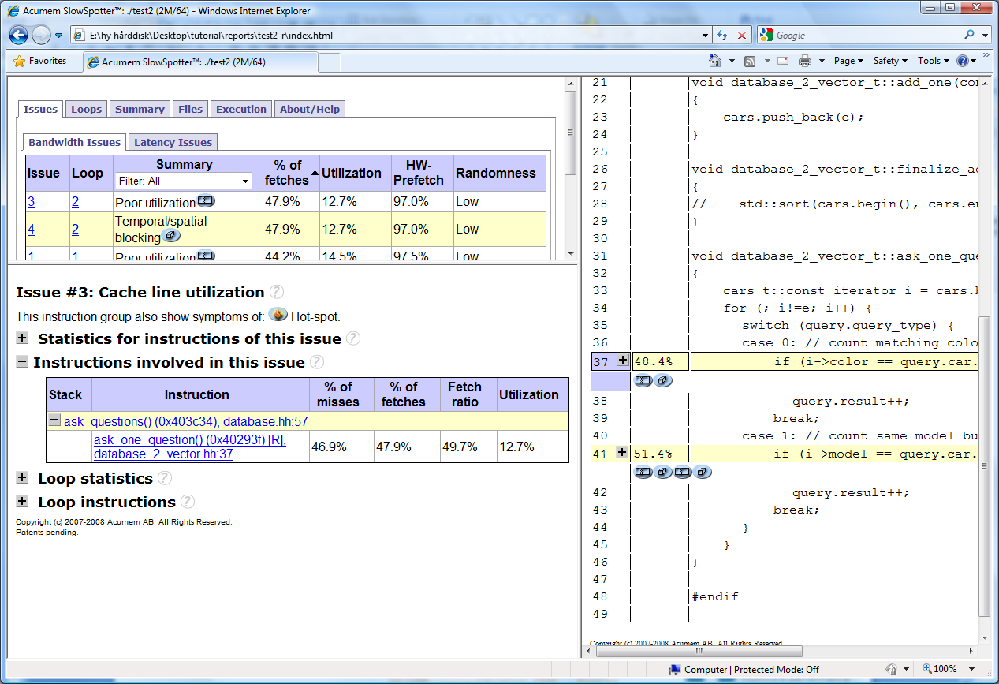 Acumem SlowSpotter™: ./test2 (2M/64) - Windows Internet Explorer
E:\hy hårddisk\Desktop\tutorial\reports\test2-r\index.html
Google
Favorites
Acumem SlowSpotter™: ./test2 (2M/64)
Page
Safety
Tools
Issues Loops Summary Files Execution About/Help
Bandwidth Issues Latency Issues
Issue Loop Summary % of fetches Utilization HW-Prefetch Randomness
Filter: All
3 2 Poor utilization 47.9% 12.7% 97.0% Low
4 2 Temporal/spatial blocking 47.9% 12.7% 97.0% Low
1 1 Poor utilization 44.2% 14.5% 97.5% Low
Issue #3: Cache line utilization ?
This instruction group also show symptoms of: Hot-spot.
+ Statistics for instructions of this issue ?
− Instructions involved in this issue ?
Stack Instruction % of misses % of fetches Fetch ratio Utilization
− ask_questions() (0x403c34), database.hh:57
ask_one_question() (0x40293f) [R],
database_2_vector.hh:37 46.9% 47.9% 49.7% 12.7%
+ Loop statistics ?
+ Loop instructions ?
Copyright (c) 2007-2008 Acumem AB. All Rights Reserved.
Patents pending.
21 void database_2_vector_t::add_one(con
22 {
23 cars.push_back(c);
24 }
25
26 void database_2_vector_t::finalize_ad
27 {
28 // std::sort(cars.begin(), cars.en
29 }
30
31 void database_2_vector_t::ask_one_que
32 {
33 cars_t::const_iterator i = cars.b
34 for (; i!=e; i++) {
35 switch (query.query_type) {
36 case 0: // count matching colo
37 + 48.4% if (i->color == query.car.
38 query.result++;
39 break;
40 case 1: // count same model bu
41 + 51.4% if (i->model == query.car.
42 query.result++;
43 break;
44 }
45 }
46 }
47
48 #endif
49
Copyright (c) 2007-2008 Acumem AB. All Rights Reserved.
Computer | Protected Mode: Off
100%